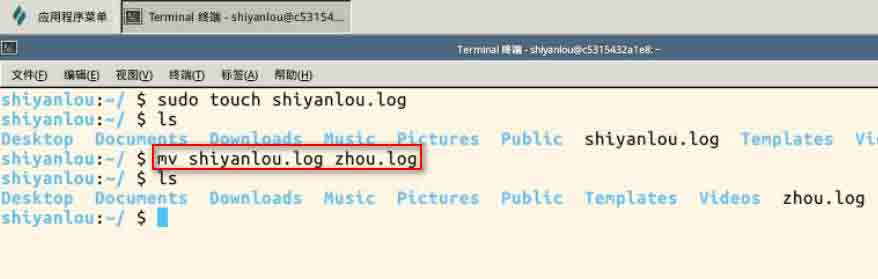 应用程序菜单 Terminal 终端 - shiyanlou@c53154...
Terminal 终端 - shiyanlou@c5315432a1e8: ~
文件(F) 编辑(E) 视图(V) 终端(T) 标签(A) 帮助(H)
shiyanlou:~/ $ sudo touch shiyanlou.log
shiyanlou:~/ $ ls
Desktop Documents Downloads Music Pictures Public shiyanlou.log Templates Vi
shiyanlou:~/ $ mv shiyanlou.log zhou.log
shiyanlou:~/ $ ls
Desktop Documents Downloads Music Pictures Public Templates Videos zhou.log
shiyanlou:~/ $